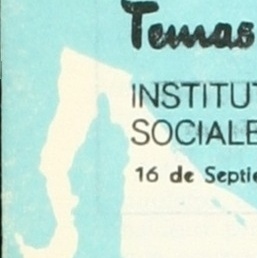 Temas
INSTITUT
SOCIALE
16 de Septie